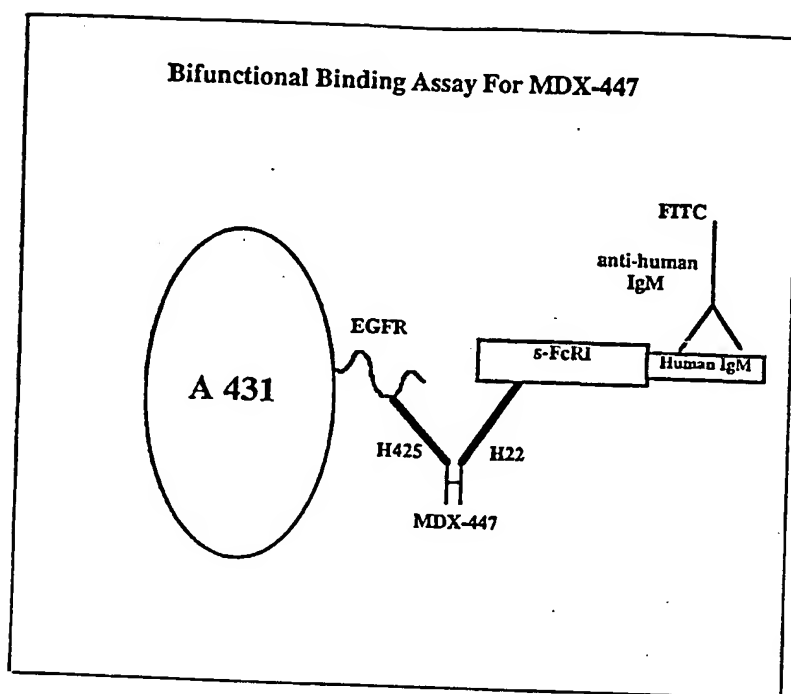 Bifunctional Binding Assay For MDX-447
FITC
anti-human
IgM
EGFR
s-FcRI
Human IgM
A 431
H425
H22
MDX-447